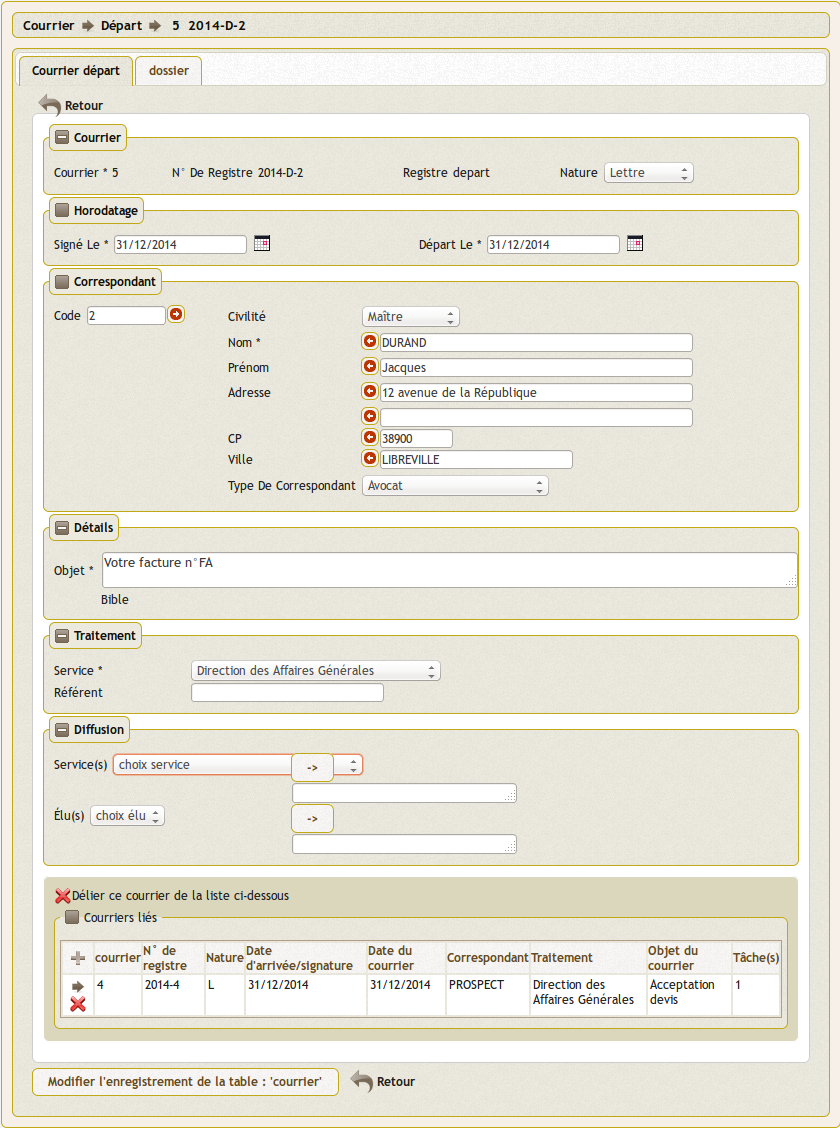 Courrier Départ 5 2014-D-2
Courrier départ dossier
Retour
Courrier
Courrier * 5 N° De Registre 2014-D-2 Registre depart Nature Lettre
Horodatage
Signé Le * 31/12/2014 Départ Le * 31/12/2014
Correspondant
Code 2 Civilité Maître
Nom * DURAND
Prénom Jacques
Adresse 12 avenue de la République
CP 38900
Ville LIBREVILLE
Type De Correspondant Avocat
Détails
Objet * Votre facture n°FA
Bible
Traitement
Service * Direction des Affaires Générales
Référent
Diffusion
Service(s) choix service ->
Élu(s) choix élu ->
Délier ce courrier de la liste ci-dessous
Courriers liés
courrier N° de registre Nature Date d'arrivée/signature Date du courrier Correspondant Traitement Objet du courrier Tâche(s)
4 2014-4 L 31/12/2014 31/12/2014 PROSPECT Direction des Affaires Générales Acceptation devis 1
Modifier l'enregistrement de la table : 'courrier' Retour